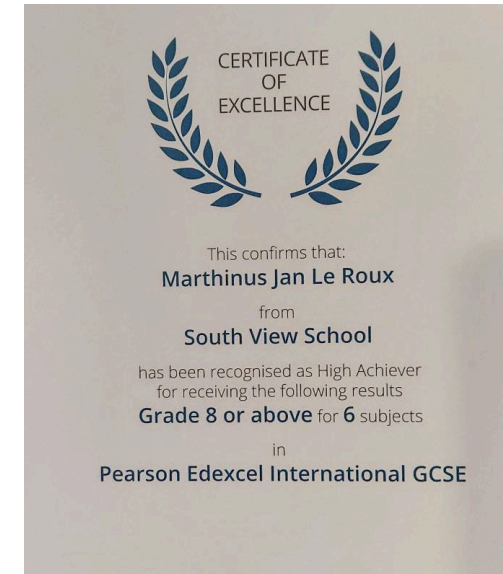 CERTIFICATE
OF
EXCELLENCE
This confirms that:
Marthinus Jan Le Roux
from
South View School
has been recognised as High Achiever
for receiving the following results
Grade 8 or above for 6 subjects
in
Pearson Edexcel International GCSE